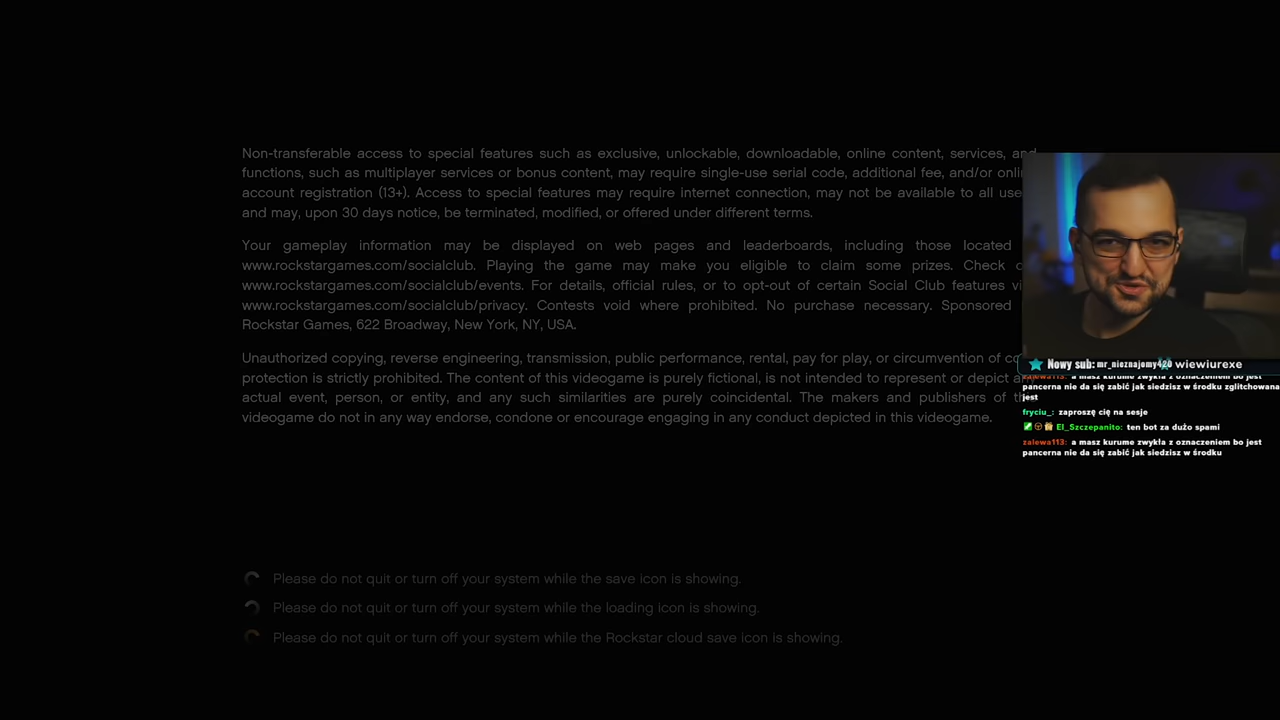 Non-transferable access to special features such as exclusive, unlockable, downloadable, online content, services, and
functions, such as multiplayer services or bonus content, may require single-use serial code, additional fee, and/or onli
account registration (13+). Access to special features may require internet connection, may not be available to all use
and may, upon 30 days notice, be terminated, modified, or offered under different terms.
Your gameplay information may be displayed on web pages and leaderboards, including those located
www.rockstargames.com/socialclub. Playing the game may make you eligible to claim some prizes. Check
www.rockstargames.com/socialclub/events. For details, official rules, or to opt-out of certain Social Club features vi
www.rockstargames.com/socialclub/privacy. Contests void where prohibited. No purchase necessary. Sponsored
Rockstar Games, 622 Broadway, New York, NY, USA.
Unauthorized copying, reverse engineering, transmission, public performance, rental, pay for play, or circumvention of co
protection is strictly prohibited. The content of this videogame is purely fictional, is not intended to represent or depict any
actual event, person, or entity, and any such similarities are purely coincidental. The makers and publishers of th
videogame do not in any way endorse, condone or encourage engaging in any conduct depicted in this videogame.
Please do not quit or turn off your system while the save icon is showing.
Please do not quit or turn off your system while the loading icon is showing.
Please do not quit or turn off your system while the Rockstar cloud save icon is showing.
Nowy sub: mr_nieznajemy420 wiewiurexe
zalewa113: a masz kurume zwykła z oznaczeniem bo jest
pancerna nie da się zabić jak siedzisz w środku zglitchowana
jest
fryciu_: zaproszę cię na sesje
El_Szczepanito: ten bot za dużo spami
zalewa113: a masz kurume zwykła z oznaczeniem bo jest
pancerna nie da się zabić jak siedzisz w środku